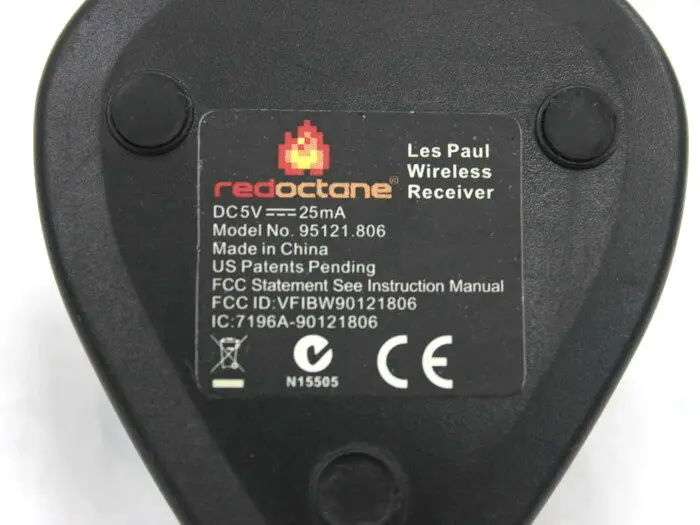 redoctane®
Les Paul
Wireless
Receiver
DC5V⎓25mA
Model No. 95121.806
Made in China
US Patents Pending
FCC Statement See Instruction Manual
FCC ID:VFIBW90121806
IC:7196A-90121806
N15505
CE